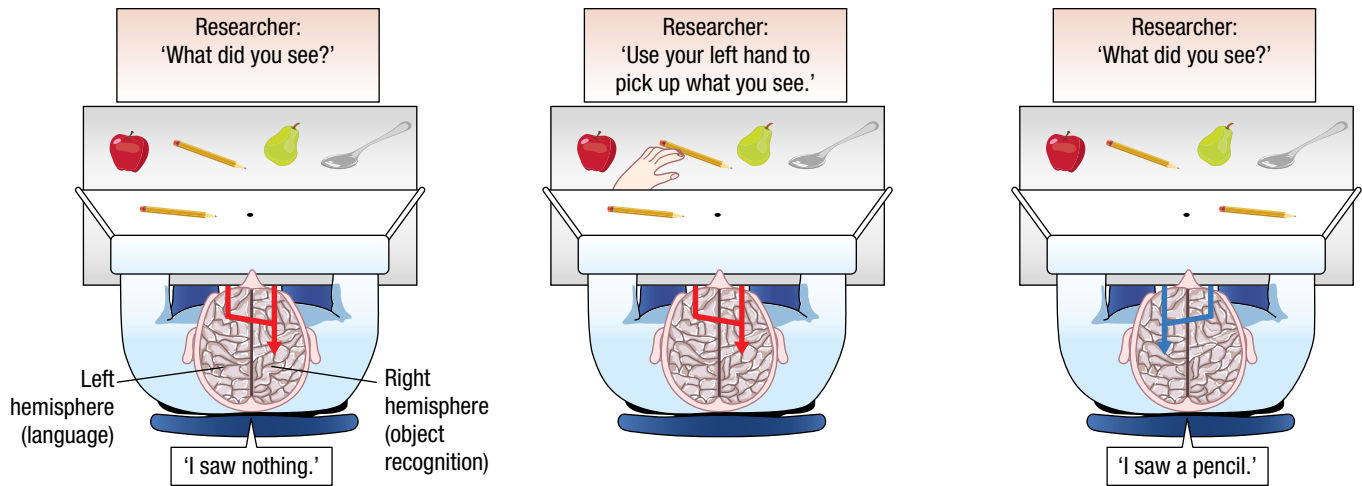 Researcher:
‘What did you see?’
Researcher:
‘Use your left hand to
pick up what you see.’
Researcher:
‘What did you see?’
Left
hemisphere
(language)
Right
hemisphere
(object
recognition)
‘I saw nothing.’
‘I saw a pencil.’